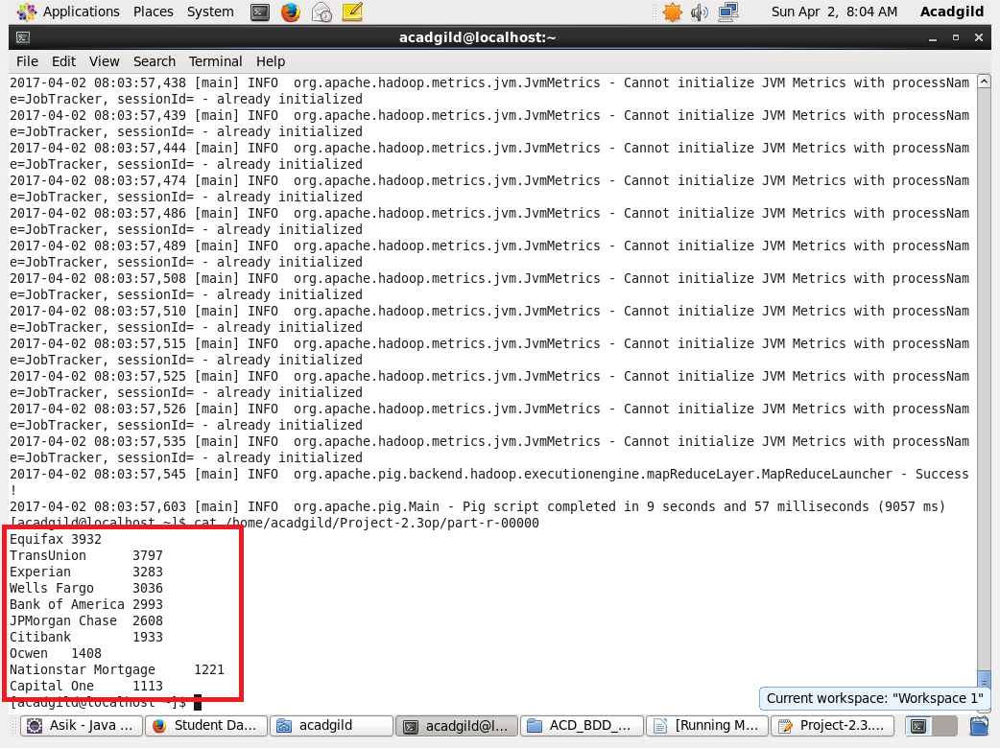 Applications Places System Sun Apr 2, 8:04 AM Acadgild
acadgild@localhost:~
File Edit View Search Terminal Help
2017-04-02 08:03:57,438 [main] INFO  org.apache.hadoop.metrics.jvm.JvmMetrics - Cannot initialize JVM Metrics with processNam
e=JobTracker, sessionId= - already initialized
2017-04-02 08:03:57,439 [main] INFO  org.apache.hadoop.metrics.jvm.JvmMetrics - Cannot initialize JVM Metrics with processNam
e=JobTracker, sessionId= - already initialized
2017-04-02 08:03:57,444 [main] INFO  org.apache.hadoop.metrics.jvm.JvmMetrics - Cannot initialize JVM Metrics with processNam
e=JobTracker, sessionId= - already initialized
2017-04-02 08:03:57,474 [main] INFO  org.apache.hadoop.metrics.jvm.JvmMetrics - Cannot initialize JVM Metrics with processNam
e=JobTracker, sessionId= - already initialized
2017-04-02 08:03:57,486 [main] INFO  org.apache.hadoop.metrics.jvm.JvmMetrics - Cannot initialize JVM Metrics with processNam
e=JobTracker, sessionId= - already initialized
2017-04-02 08:03:57,489 [main] INFO  org.apache.hadoop.metrics.jvm.JvmMetrics - Cannot initialize JVM Metrics with processNam
e=JobTracker, sessionId= - already initialized
2017-04-02 08:03:57,508 [main] INFO  org.apache.hadoop.metrics.jvm.JvmMetrics - Cannot initialize JVM Metrics with processNam
e=JobTracker, sessionId= - already initialized
2017-04-02 08:03:57,510 [main] INFO  org.apache.hadoop.metrics.jvm.JvmMetrics - Cannot initialize JVM Metrics with processNam
e=JobTracker, sessionId= - already initialized
2017-04-02 08:03:57,515 [main] INFO  org.apache.hadoop.metrics.jvm.JvmMetrics - Cannot initialize JVM Metrics with processNam
e=JobTracker, sessionId= - already initialized
2017-04-02 08:03:57,525 [main] INFO  org.apache.hadoop.metrics.jvm.JvmMetrics - Cannot initialize JVM Metrics with processNam
e=JobTracker, sessionId= - already initialized
2017-04-02 08:03:57,526 [main] INFO  org.apache.hadoop.metrics.jvm.JvmMetrics - Cannot initialize JVM Metrics with processNam
e=JobTracker, sessionId= - already initialized
2017-04-02 08:03:57,535 [main] INFO  org.apache.hadoop.metrics.jvm.JvmMetrics - Cannot initialize JVM Metrics with processNam
e=JobTracker, sessionId= - already initialized
2017-04-02 08:03:57,545 [main] INFO  org.apache.pig.backend.hadoop.executionengine.mapReduceLayer.MapReduceLauncher - Success
!
2017-04-02 08:03:57,603 [main] INFO  org.apache.pig.Main - Pig script completed in 9 seconds and 57 milliseconds (9057 ms)
[acadgild@localhost ~]$ cat /home/acadgild/Project-2.3op/part-r-00000
Equifax 3932
TransUnion 3797
Experian 3283
Wells Fargo 3036
Bank of America 2993
JPMorgan Chase 2608
Citibank 1933
Ocwen 1408
Nationstar Mortgage 1221
Capital One 1113
[acadgild@localhost ~]$
Current workspace: "Workspace 1"
Asik - Java ... Student Da... acadgild acadgild@l... ACD_BDD_... [Running M... Project-2.3....